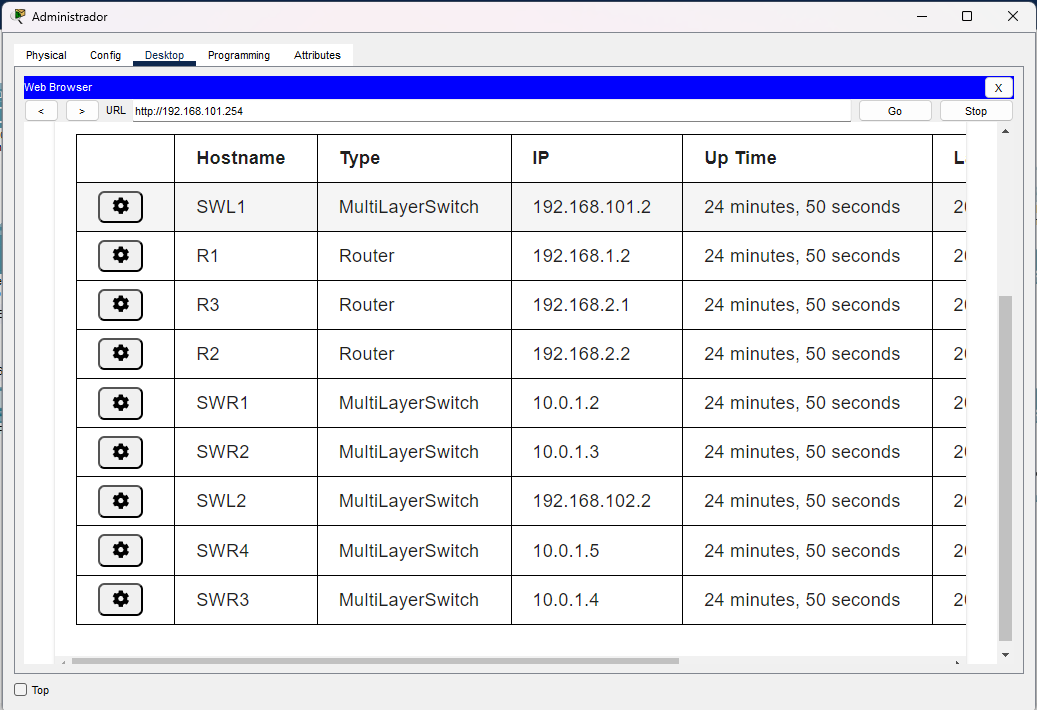 Administrador
Physical Config Desktop Programming Attributes
Web Browser X
< > URL http://192.168.101.254 Go Stop
Hostname Type IP Up Time
SWL1 MultiLayerSwitch 192.168.101.2 24 minutes, 50 seconds
R1 Router 192.168.1.2 24 minutes, 50 seconds
R3 Router 192.168.2.1 24 minutes, 50 seconds
R2 Router 192.168.2.2 24 minutes, 50 seconds
SWR1 MultiLayerSwitch 10.0.1.2 24 minutes, 50 seconds
SWR2 MultiLayerSwitch 10.0.1.3 24 minutes, 50 seconds
SWL2 MultiLayerSwitch 192.168.102.2 24 minutes, 50 seconds
SWR4 MultiLayerSwitch 10.0.1.5 24 minutes, 50 seconds
SWR3 MultiLayerSwitch 10.0.1.4 24 minutes, 50 seconds
Top